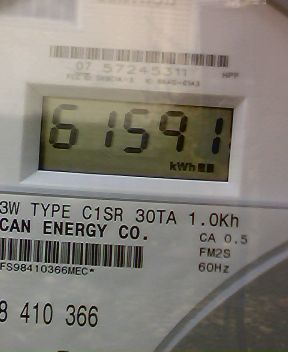 07 57245311 HPP
61591
kWh
3W TYPE C1SR 30TA 1.0Kh
CAN ENERGY CO.
CA 0.5
FM2S
FS98410366MEC*
60Hz
8 410 366